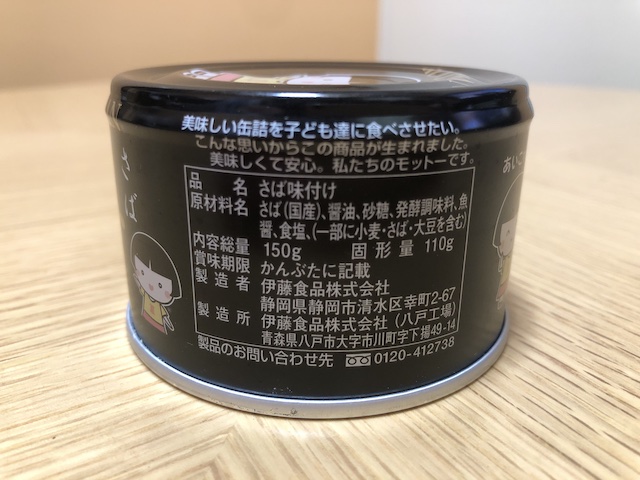 美味しい缶詰を子ども達に食べさせたい。
こんな思いからこの商品が生まれました。
美味しくて安心。私たちのモットーです。
品名 さば味付け
原材料名 さば(国産)、醤油、砂糖、発酵調味料、魚
醤、食塩、(一部に小麦・さば・大豆を含む)
内容総量 150g 固形量 110g
賞味期限 かんぶたに記載
製造者 伊藤食品株式会社
静岡県静岡市清水区幸町2-67
製造所 伊藤食品株式会社(八戸工場)
青森県八戸市大字市川町字下揚49-14
製品のお問い合わせ先 0120-412738
さば
あいこ